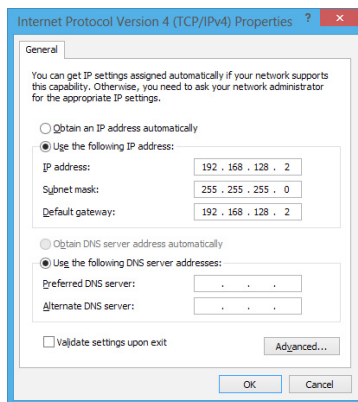 Internet Protocol Version 4 (TCP/IPv4) Properties ? ×
General
You can get IP settings assigned automatically if your network supports
this capability. Otherwise, you need to ask your network administrator
for the appropriate IP settings.
Obtain an IP address automatically
Use the following IP address:
IP address: 192 . 168 . 128 . 2
Subnet mask: 255 . 255 . 255 . 0
Default gateway: 192 . 168 . 128 . 2
Obtain DNS server address automatically
Use the following DNS server addresses:
Preferred DNS server: . . .
Alternate DNS server: . . .
Validate settings upon exit
Advanced...
OK Cancel